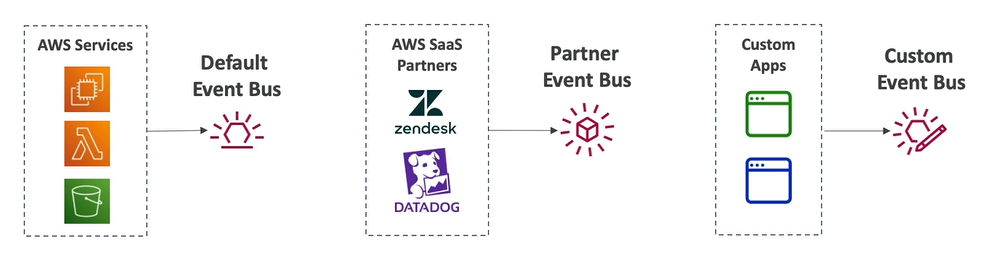 AWS Services
Default
Event Bus
AWS SaaS
Partners
zendesk
DATADOG
Partner
Event Bus
Custom
Apps
Custom
Event Bus